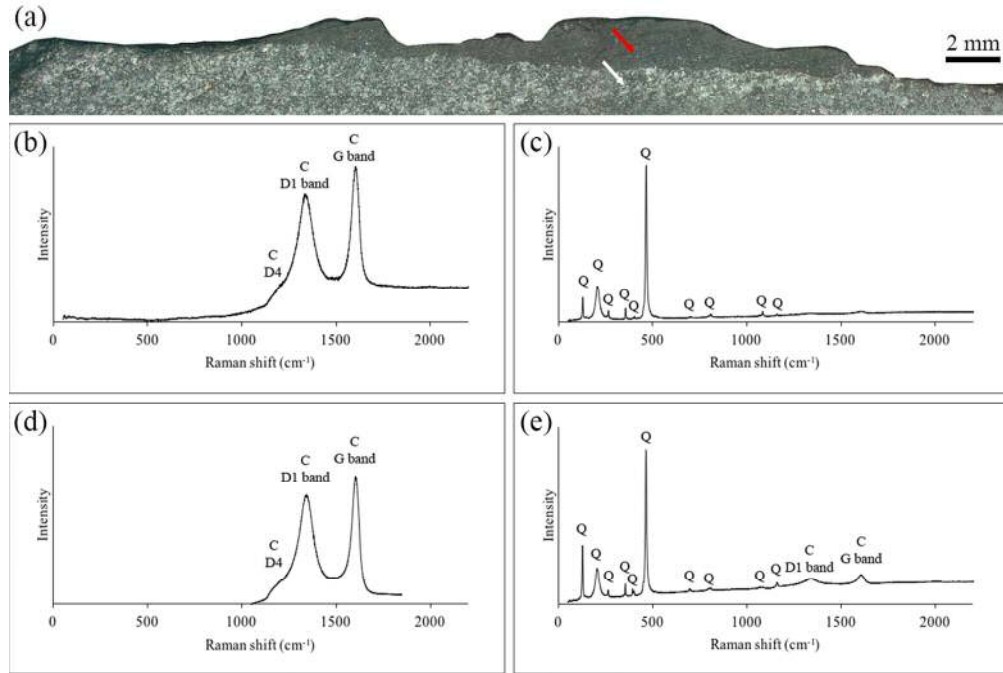 (a)
2 mm
(b)
C
G band
C
D1 band
C
D4
Intensity
0
500
1000
1500
2000
Raman shift (cm⁻¹)
(c)
Q
Q
Q
Q
Q
Q
Q
Q
Q
Q
Intensity
0
500
1000
1500
2000
Raman shift (cm⁻¹)
(d)
C
G band
C
D1 band
C
D4
Intensity
0
500
1000
1500
2000
Raman shift (cm⁻¹)
(e)
Q
Q
Q
Q
Q
Q
Q
Q
Q
Q
C
D1 band
C
G band
Intensity
0
500
1000
1500
2000
Raman shift (cm⁻¹)